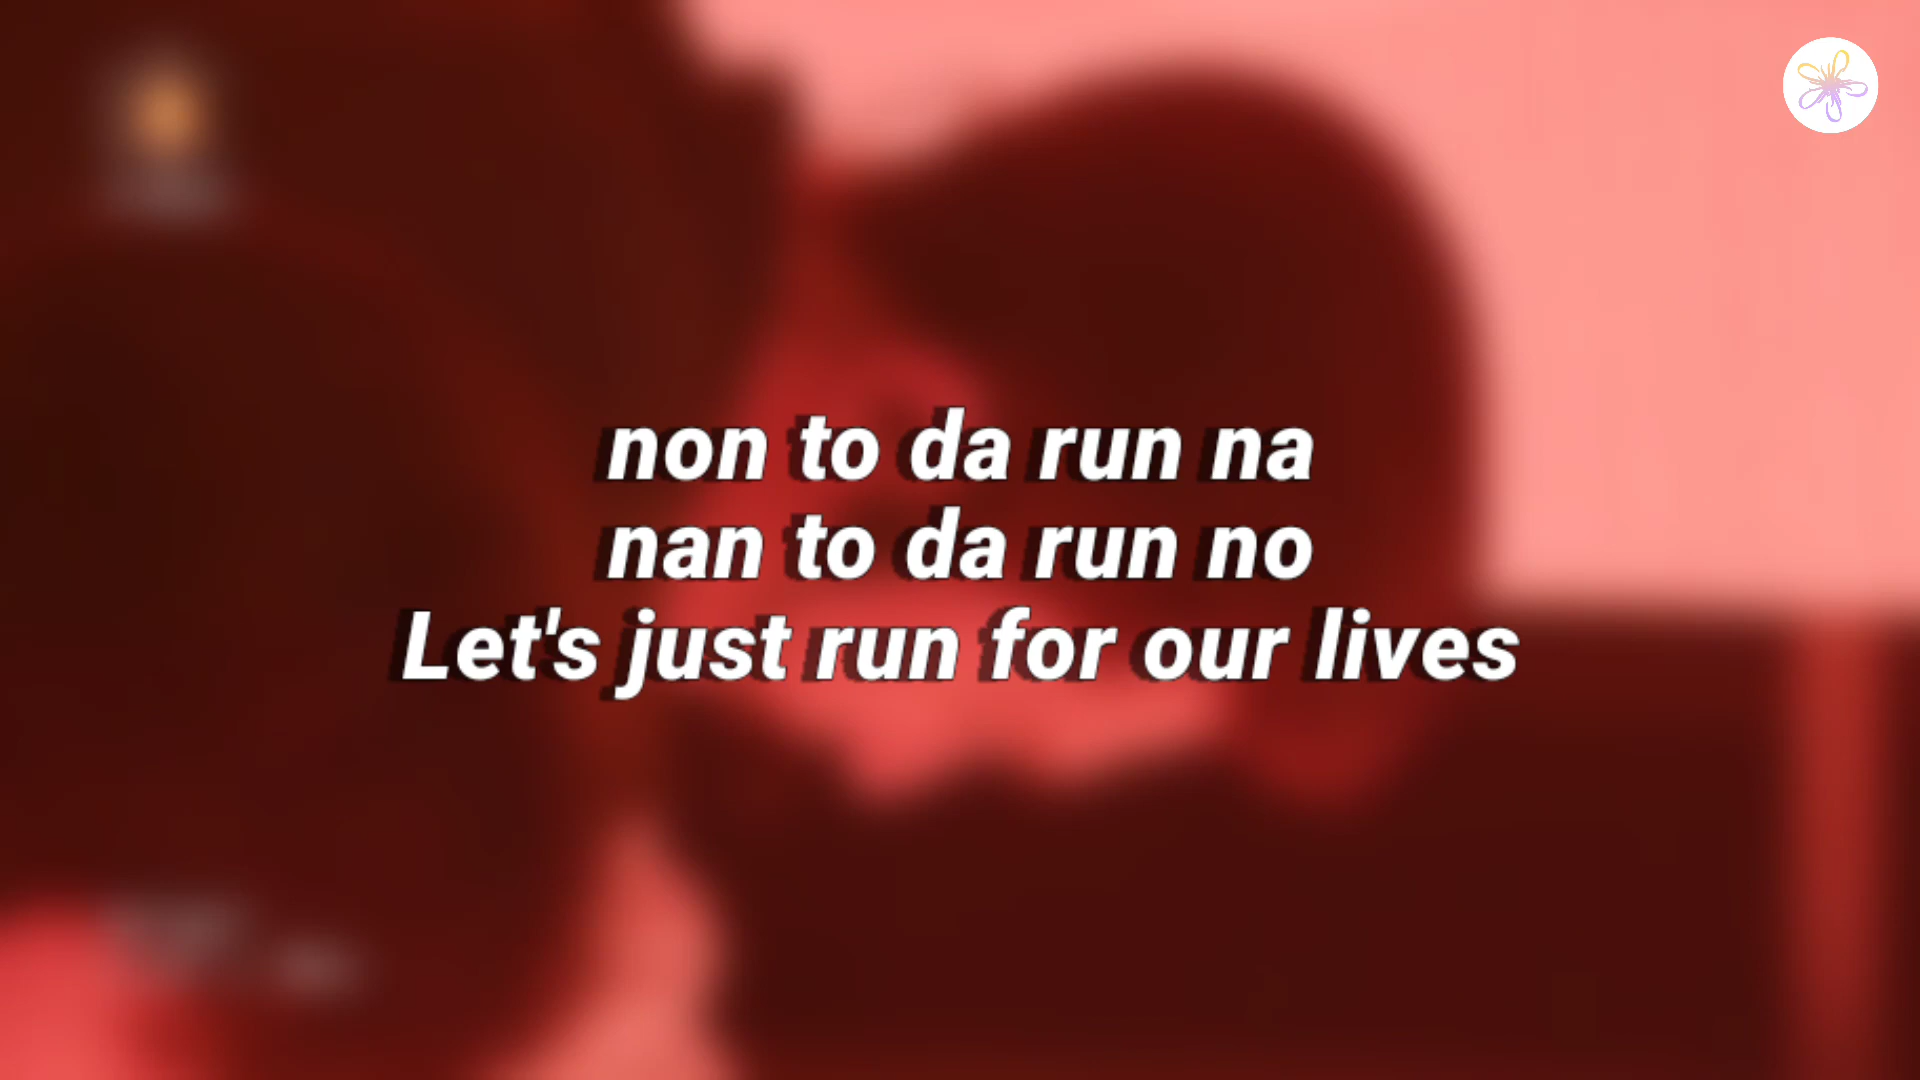 non to da run na
nan to da run no
Let's just run for our lives